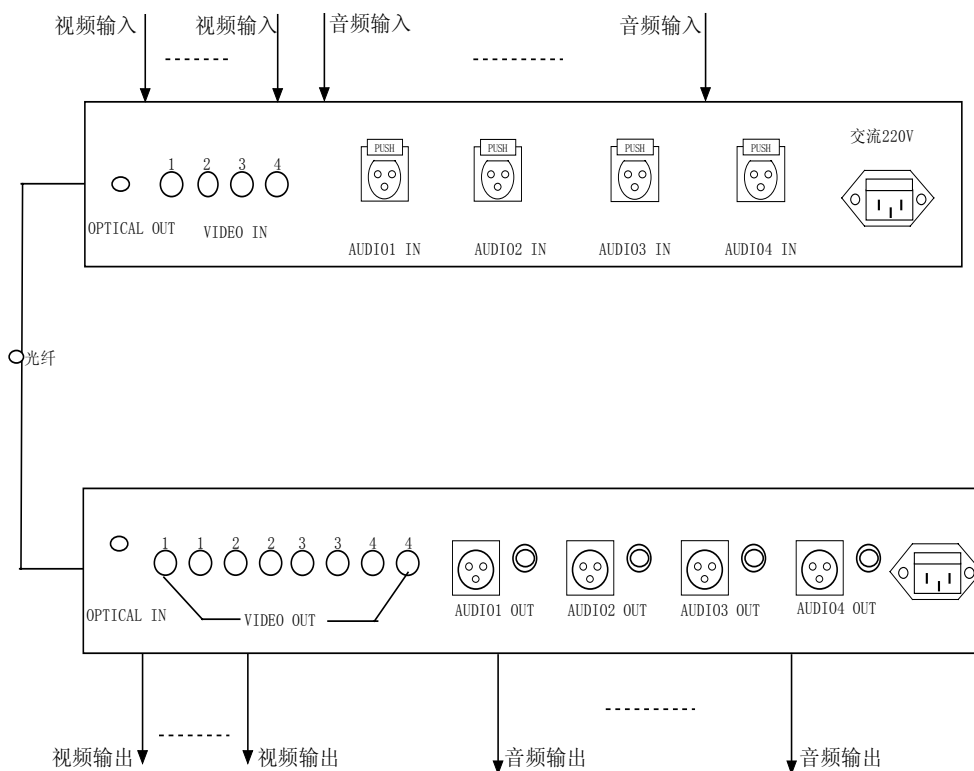 视频输入 视频输入 音频输入 音频输入
交流220V
PUSH PUSH PUSH PUSH
1 2 3 4
OPTICAL OUT VIDEO IN
AUDIO1 IN AUDIO2 IN AUDIO3 IN AUDIO4 IN
光纤
1 1 2 2 3 3 4 4
OPTICAL IN VIDEO OUT AUDIO1 OUT AUDIO2 OUT AUDIO3 OUT AUDIO4 OUT
视频输出 视频输出 音频输出 音频输出